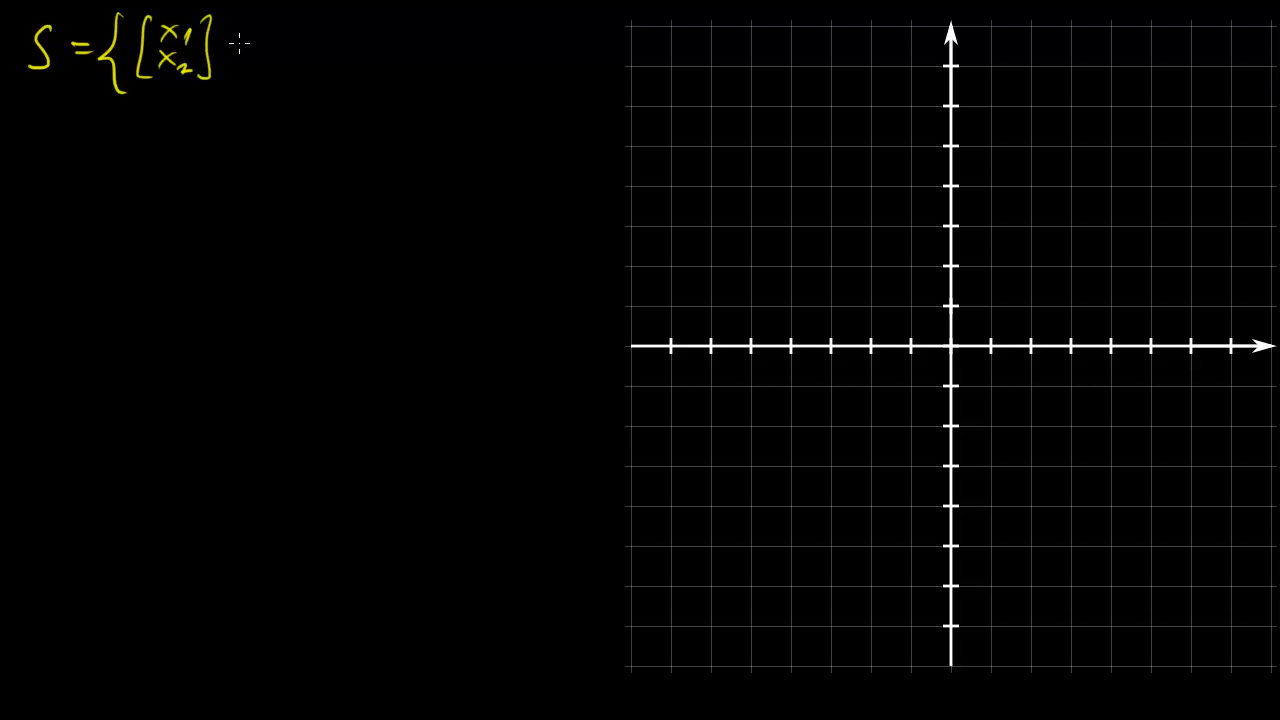 S = { [ x₁
x₂ ]